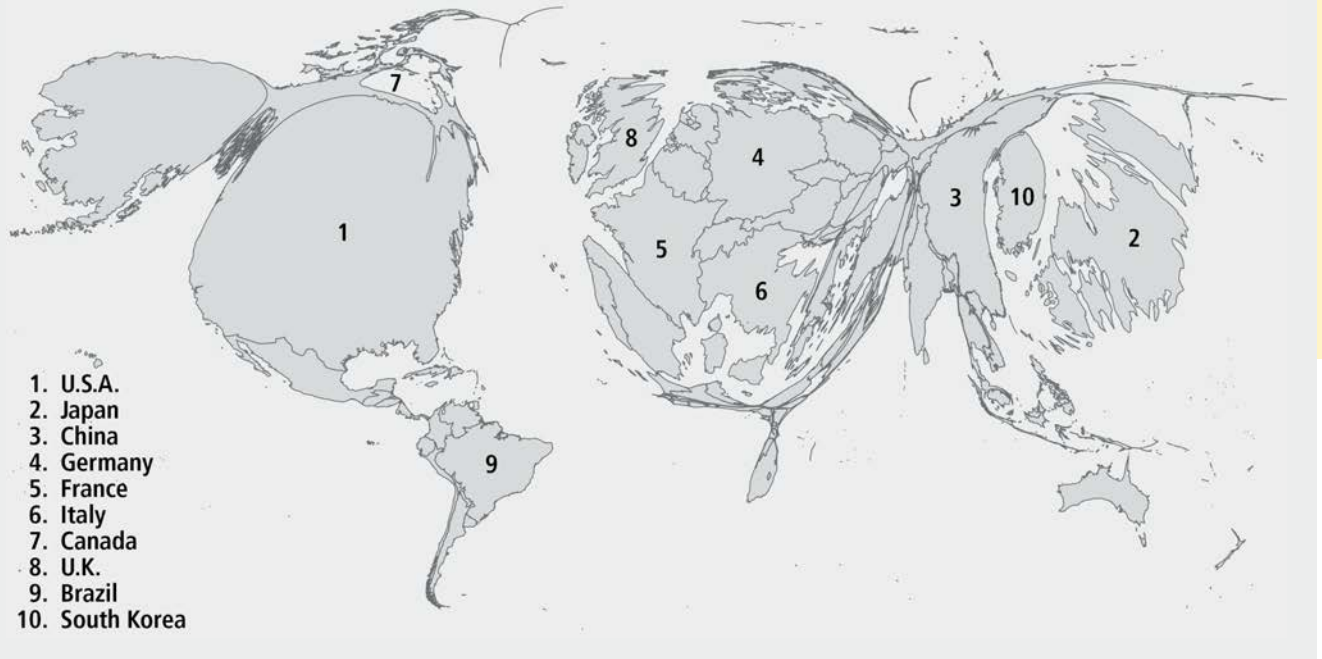 7
8
4
3
10
1
5
2
6
9
1. U.S.A.
2. Japan
3. China
4. Germany
5. France
6. Italy
7. Canada
8. U.K.
9. Brazil
10. South Korea